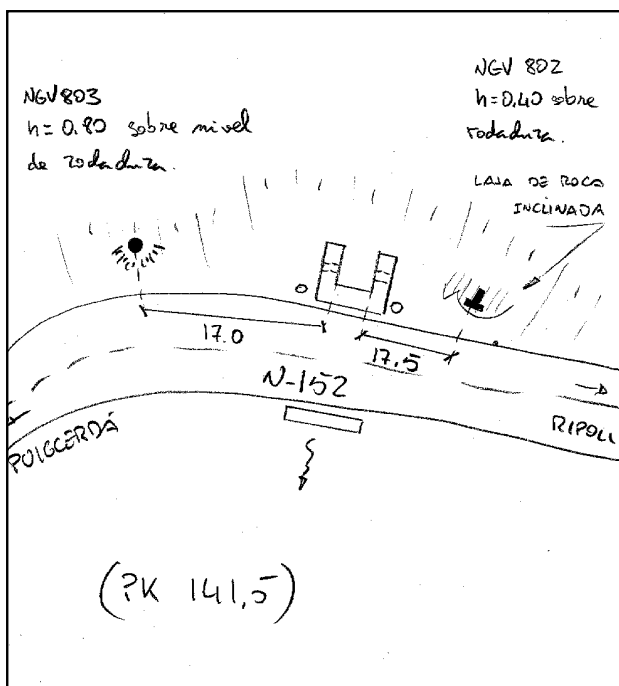 NGV803
h=0.80 sobre nivel
de rodadura.
NGV 802
h=0.40 sobre
rodadura.
LAJA DE ROCA
INCLINADA
17.0
17.5
N-152
PUIGCERDÁ
RIPOLL
(PK 141,5)